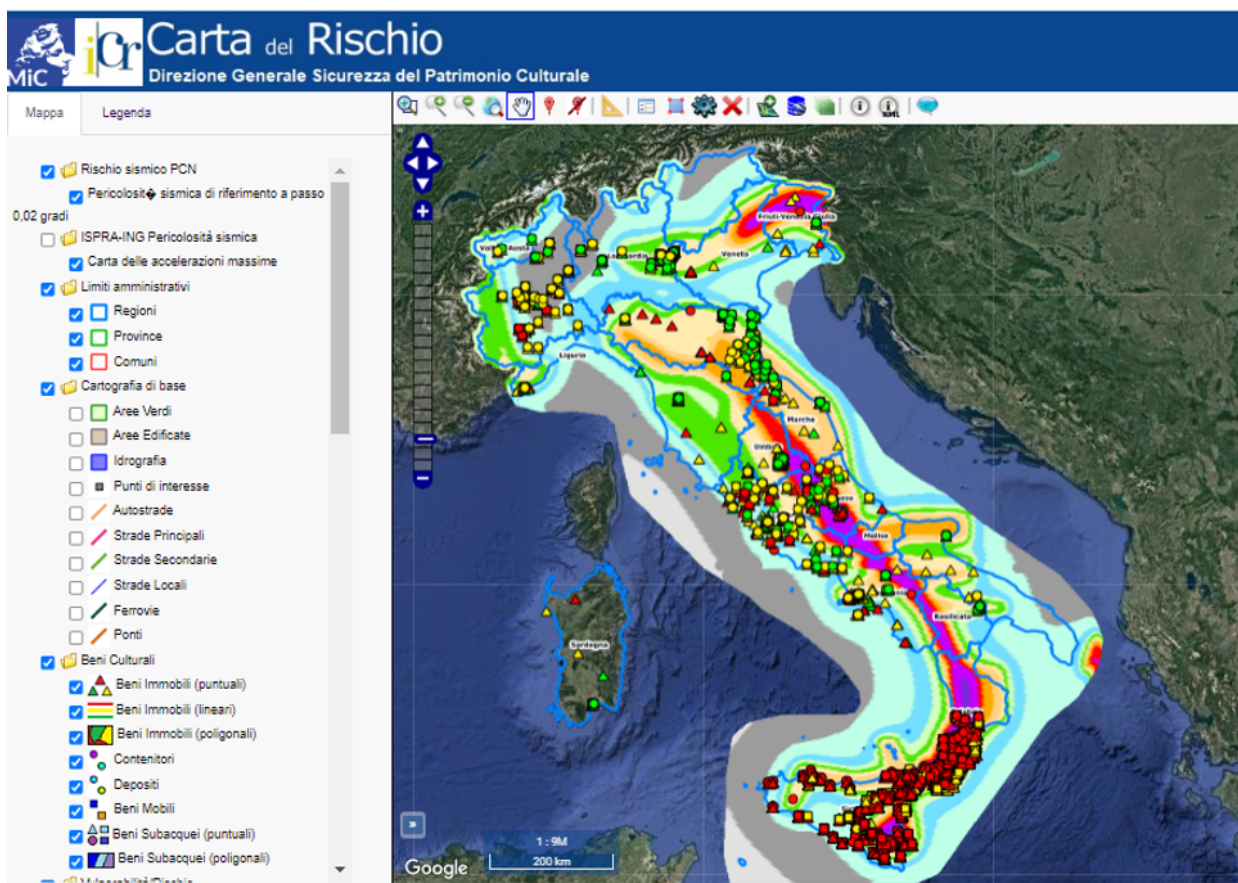 MiC
iCr
Carta del Rischio
Direzione Generale Sicurezza del Patrimonio Culturale
Mappa
Legenda
Rischio sismico PCN
Pericolosit� sismica di riferimento a passo
0,02 gradi
ISPRA-ING Pericolosità sismica
Carta delle accelerazioni massime
Limiti amministrativi
Regioni
Province
Comuni
Cartografia di base
Aree Verdi
Aree Edificate
Idrografia
Punti di interesse
Autostrade
Strade Principali
Strade Secondarie
Strade Locali
Ferrovie
Ponti
Beni Culturali
Beni Immobili (puntuali)
Beni Immobili (lineari)
Beni Immobili (poligonali)
Contenitori
Depositi
Beni Mobili
Beni Subacquei (puntuali)
Beni Subacquei (poligonali)
XML
Friuli-Venezia Giulia
Veneto
Liguria
Marche
Molise
Basilicata
Sardegna
1 : 9M
200 km
Google